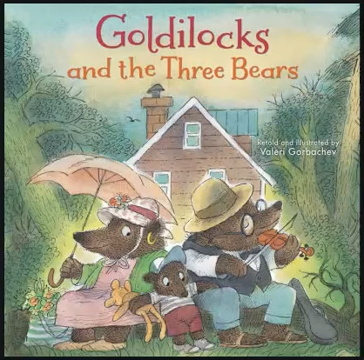 Goldilocks
and the Three Bears
Retold and illustrated by
Valeri Gorbachev